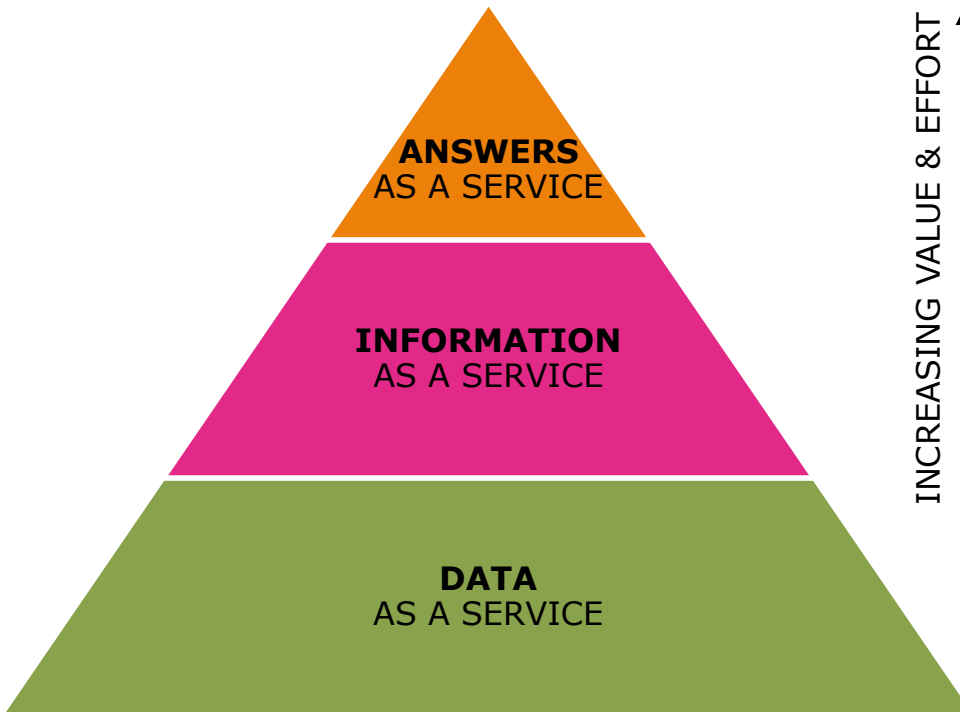 ANSWERS
AS A SERVICE
INFORMATION
AS A SERVICE
DATA
AS A SERVICE
INCREASING VALUE & EFFORT